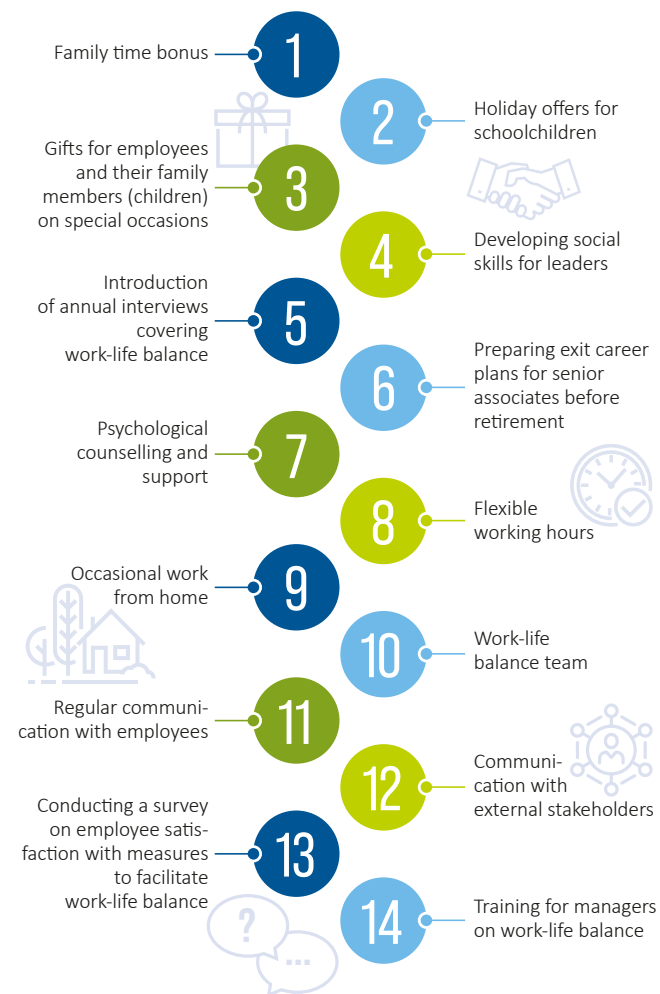 Family time bonus
1
2
Holiday offers for
schoolchildren
Gifts for employees
and their family
members (children)
on special occasions
3
4
Developing social
skills for leaders
Introduction
of annual interviews
covering
work-life balance
5
6
Preparing exit career
plans for senior
associates before
retirement
Psychological
counselling and
support
7
8
Flexible
working hours
Occasional work
from home
9
10
Work-life
balance team
Regular communi-
cation with employees
11
12
Communi-
cation with
external stakeholders
Conducting a survey
on employee satis-
faction with measures
to facilitate
work-life balance
13
14
Training for managers
on work-life balance
?
...